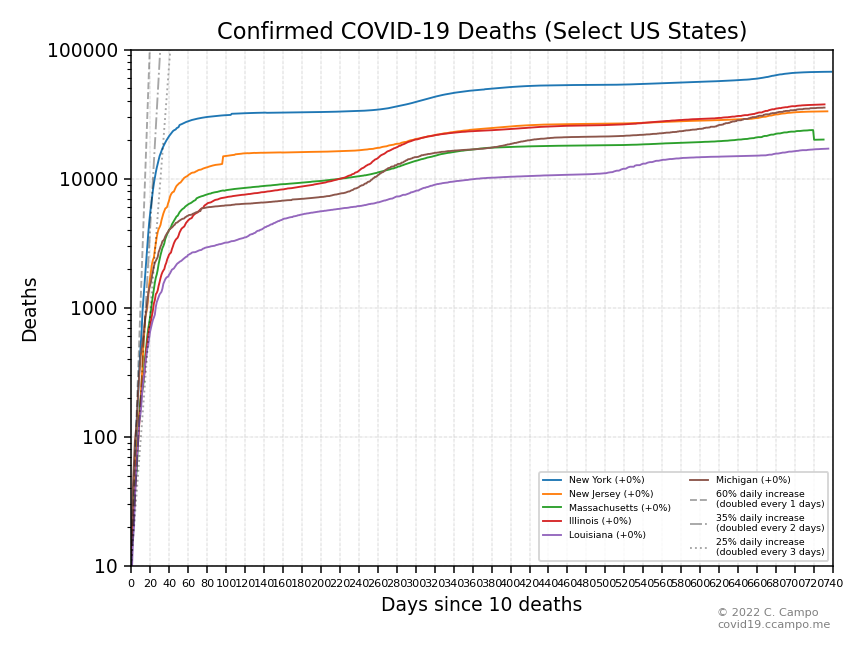 Confirmed COVID-19 Deaths (Select US States)
100000
10000
1000
100
10
Deaths
New York (+0%)
New Jersey (+0%)
Massachusetts (+0%)
Illinois (+0%)
Louisiana (+0%)
Michigan (+0%)
60% daily increase
(doubled every 1 days)
35% daily increase
(doubled every 2 days)
25% daily increase
(doubled every 3 days)
0 20 40 60 80 100 120 140 160 180 200 220 240 260 280 300 320 340 360 380 400 420 440 460 480 500 520 540 560 580 600 620 640 660 680 700 720 740
Days since 10 deaths
© 2022 C. Campo
covid19.ccampo.me